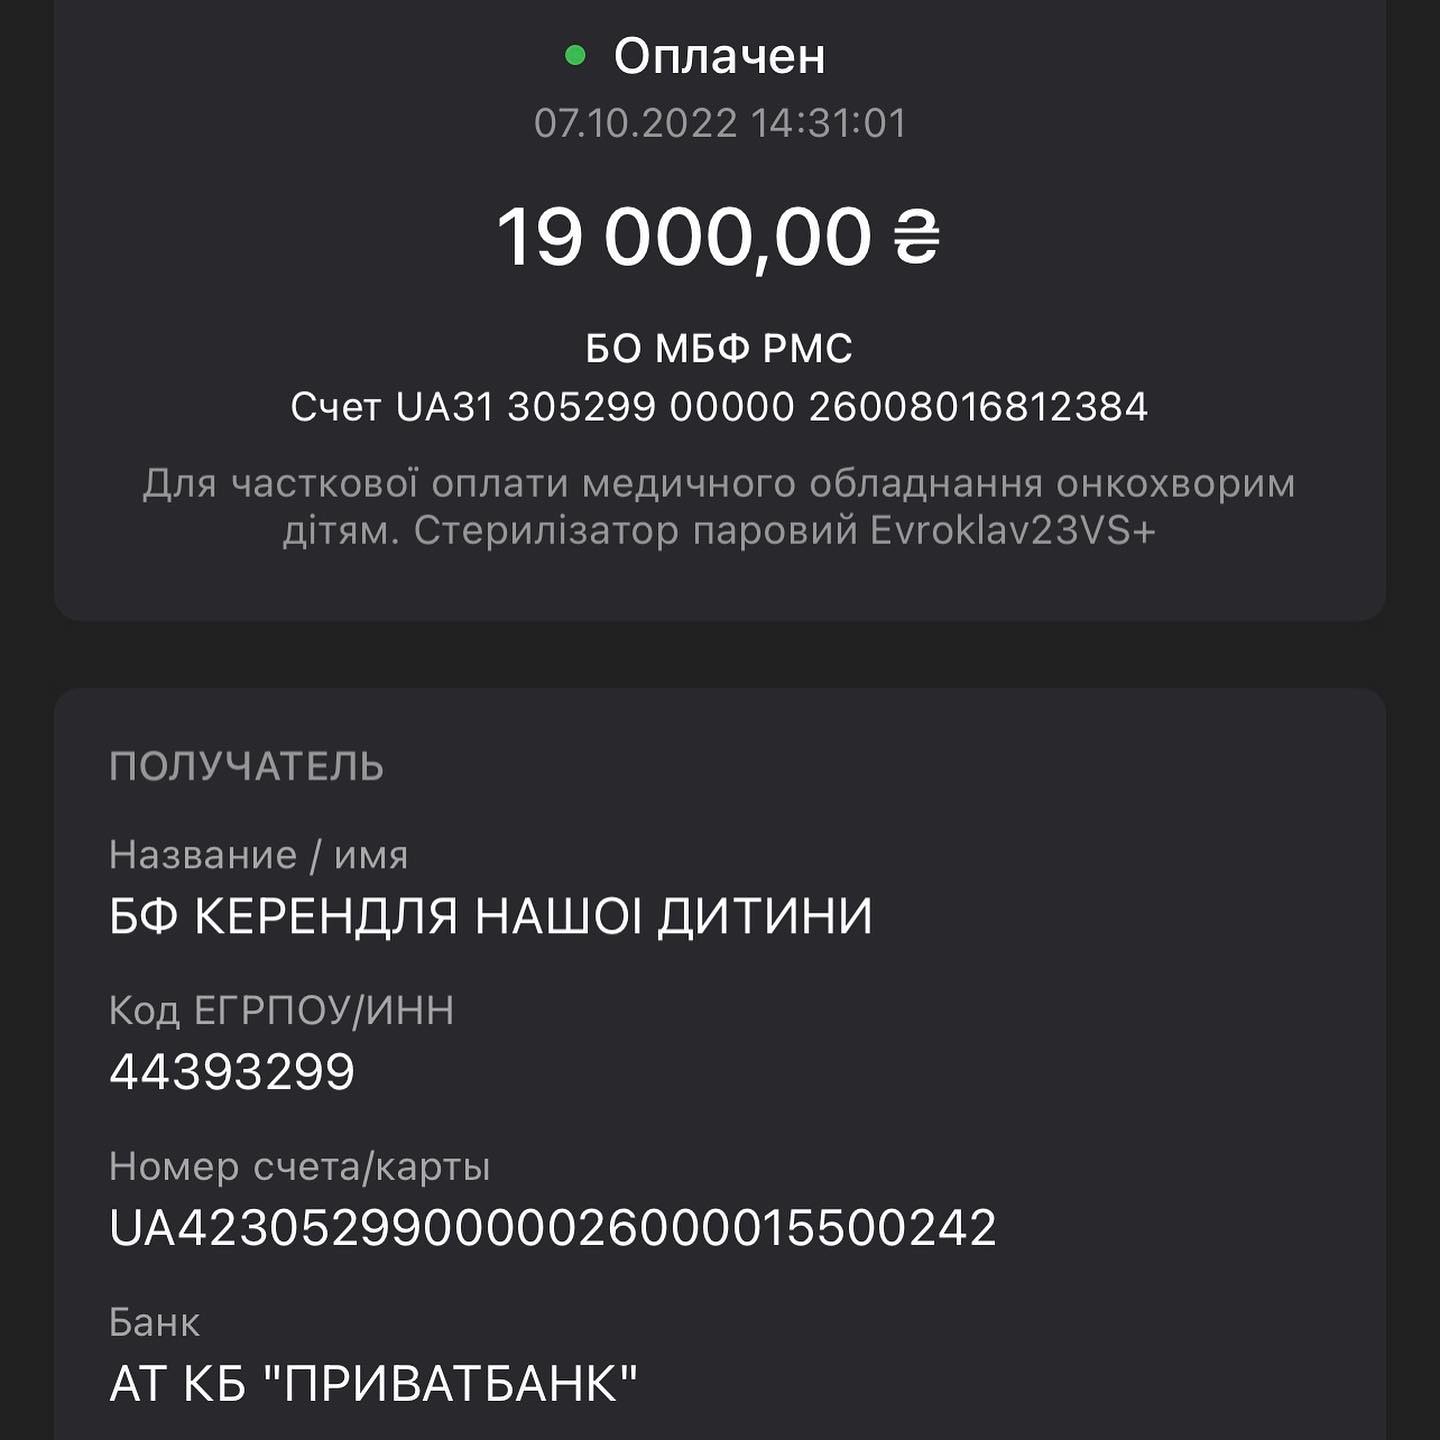 Оплачен
07.10.2022 14:31:01
19 000,00 ₴
БО МБФ РМС
Счет UA31 305299 00000 26008016812384
Для часткової оплати медичного обладнання онкохворим
дітям. Стерилізатор паровий Evroklav23VS+
ПОЛУЧАТЕЛЬ
Название / имя
БФ КЕРЕНДЛЯ НАШОІ ДИТИНИ
Код ЕГРПОУ/ИНН
44393299
Номер счета/карты
UA423052990000026000015500242
Банк
АТ КБ "ПРИВАТБАНК"